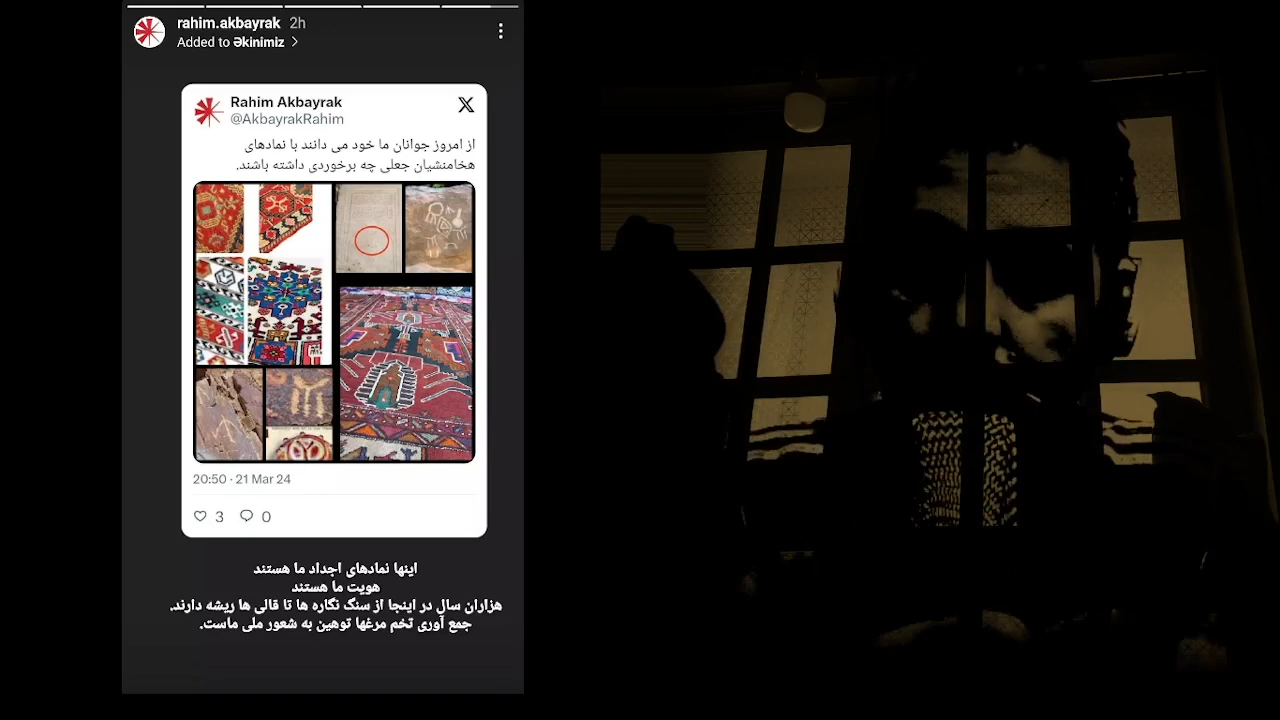 rahim.akbayrak 2h
Added to Əkinimiz >
Rahim Akbayrak
@AkbayrakRahim
X
از امروز جوانان ما خود می دانند با نمادهای
هخامنشیان جعلی چه برخوردی داشته باشند.
20:50 · 21 Mar 24
3 0
اینها نمادهای اجداد ما هستند
هویت ما هستند
هزاران سال در اینجا از سنگ نگاره ها تا قالی ها ریشه دارند.
جمع آوری تخم مرغها توهین به شعور ملی ماست.